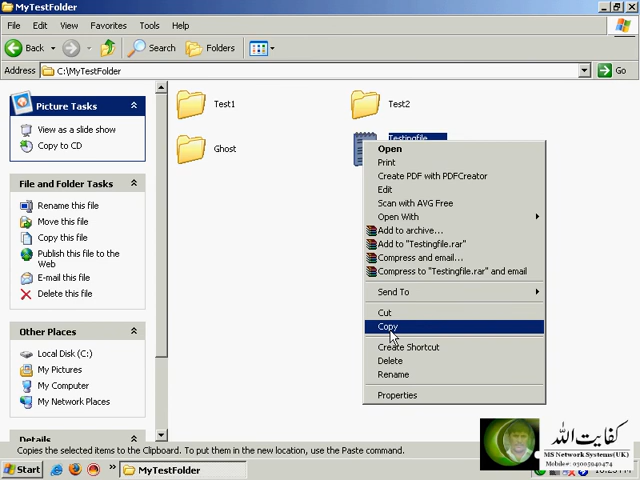 MyTestFolder
File Edit View Favorites Tools Help
Back Search Folders
Address C:\MyTestFolder Go
Picture Tasks
View as a slide show
Copy to CD
File and Folder Tasks
Rename this file
Move this file
Copy this file
Publish this file to the
Web
E-mail this file
Delete this file
Other Places
Local Disk (C:)
My Pictures
My Computer
My Network Places
Details
Test1
Test2
Ghost
Testingfile
Open
Print
Create PDF with PDFCreator
Edit
Scan with AVG Free
Open With
Add to archive...
Add to "Testingfile.rar"
Compress and email...
Compress to "Testingfile.rar" and email
Send To
Cut
Copy
Create Shortcut
Delete
Rename
Properties
کفایت اللہ
MS Network Systems(UK)
Mobile# 03005040474
Copies the selected items to the Clipboard. To put them in the new location, use the Paste command.
Start MyTestFolder